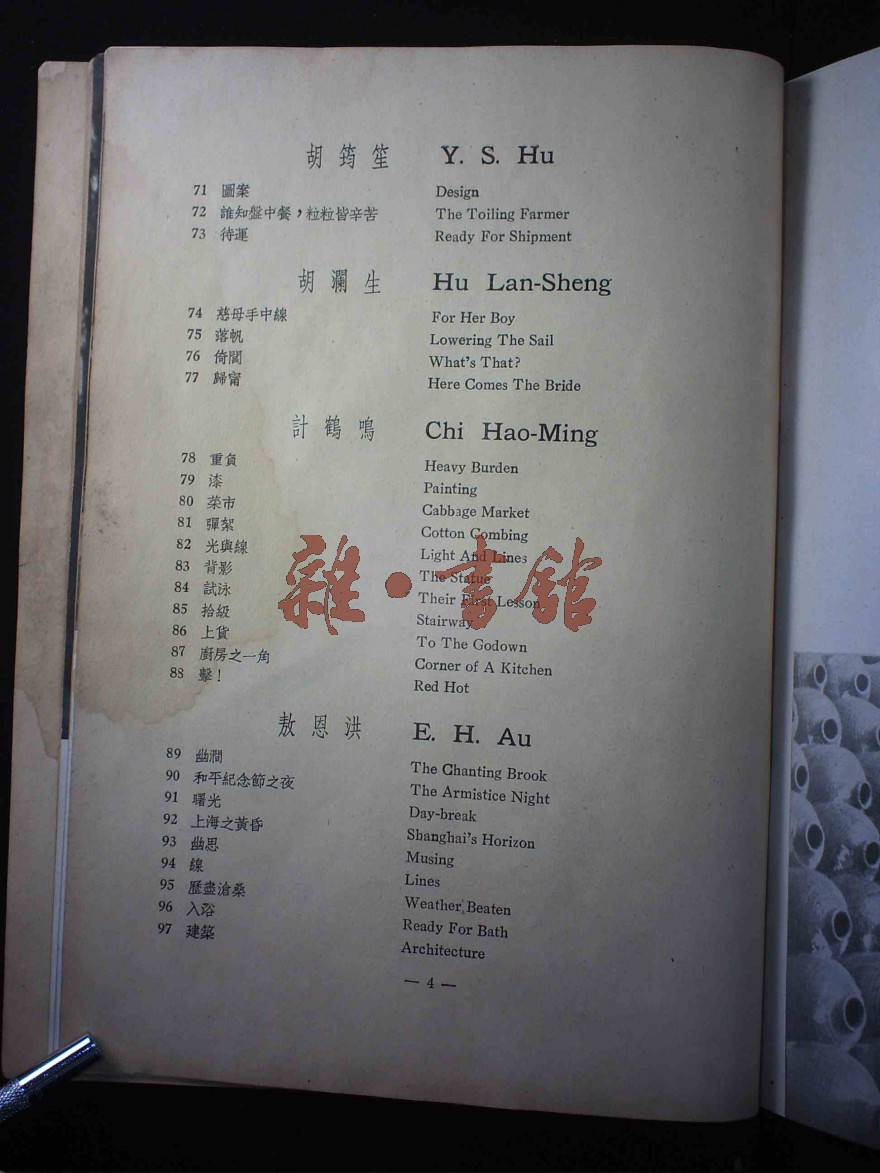 胡筠笙 Y. S. Hu
71 圖案 Design
72 誰知盤中餐，粒粒皆辛苦 The Toiling Farmer
73 待運 Ready For Shipment
胡瀾生 Hu Lan-Sheng
74 慈母手中線 For Her Boy
75 落帆 Lowering The Sail
76 倚閭 What's That?
77 歸甯 Here Comes The Bride
計鶴鳴 Chi Hao-Ming
78 重負 Heavy Burden
79 漆 Painting
80 菜市 Cabbage Market
81 彈絮 Cotton Combing
82 光與線 Light And Lines
83 背影 The Statue
84 試泳 Their First Lesson
85 拾級 Stairway
86 上貨 To The Godown
87 廚房之一角 Corner of A Kitchen
88 擊！ Red Hot
雜·書館
敖恩洪 E. H. Au
89 幽澗 The Chanting Brook
90 和平紀念節之夜 The Armistice Night
91 曙光 Day-break
92 上海之黃昏 Shanghai's Horizon
93 幽思 Musing
94 線 Lines
95 歷盡滄桑 Weather Beaten
96 入浴 Ready For Bath
97 建築 Architecture
— 4 —